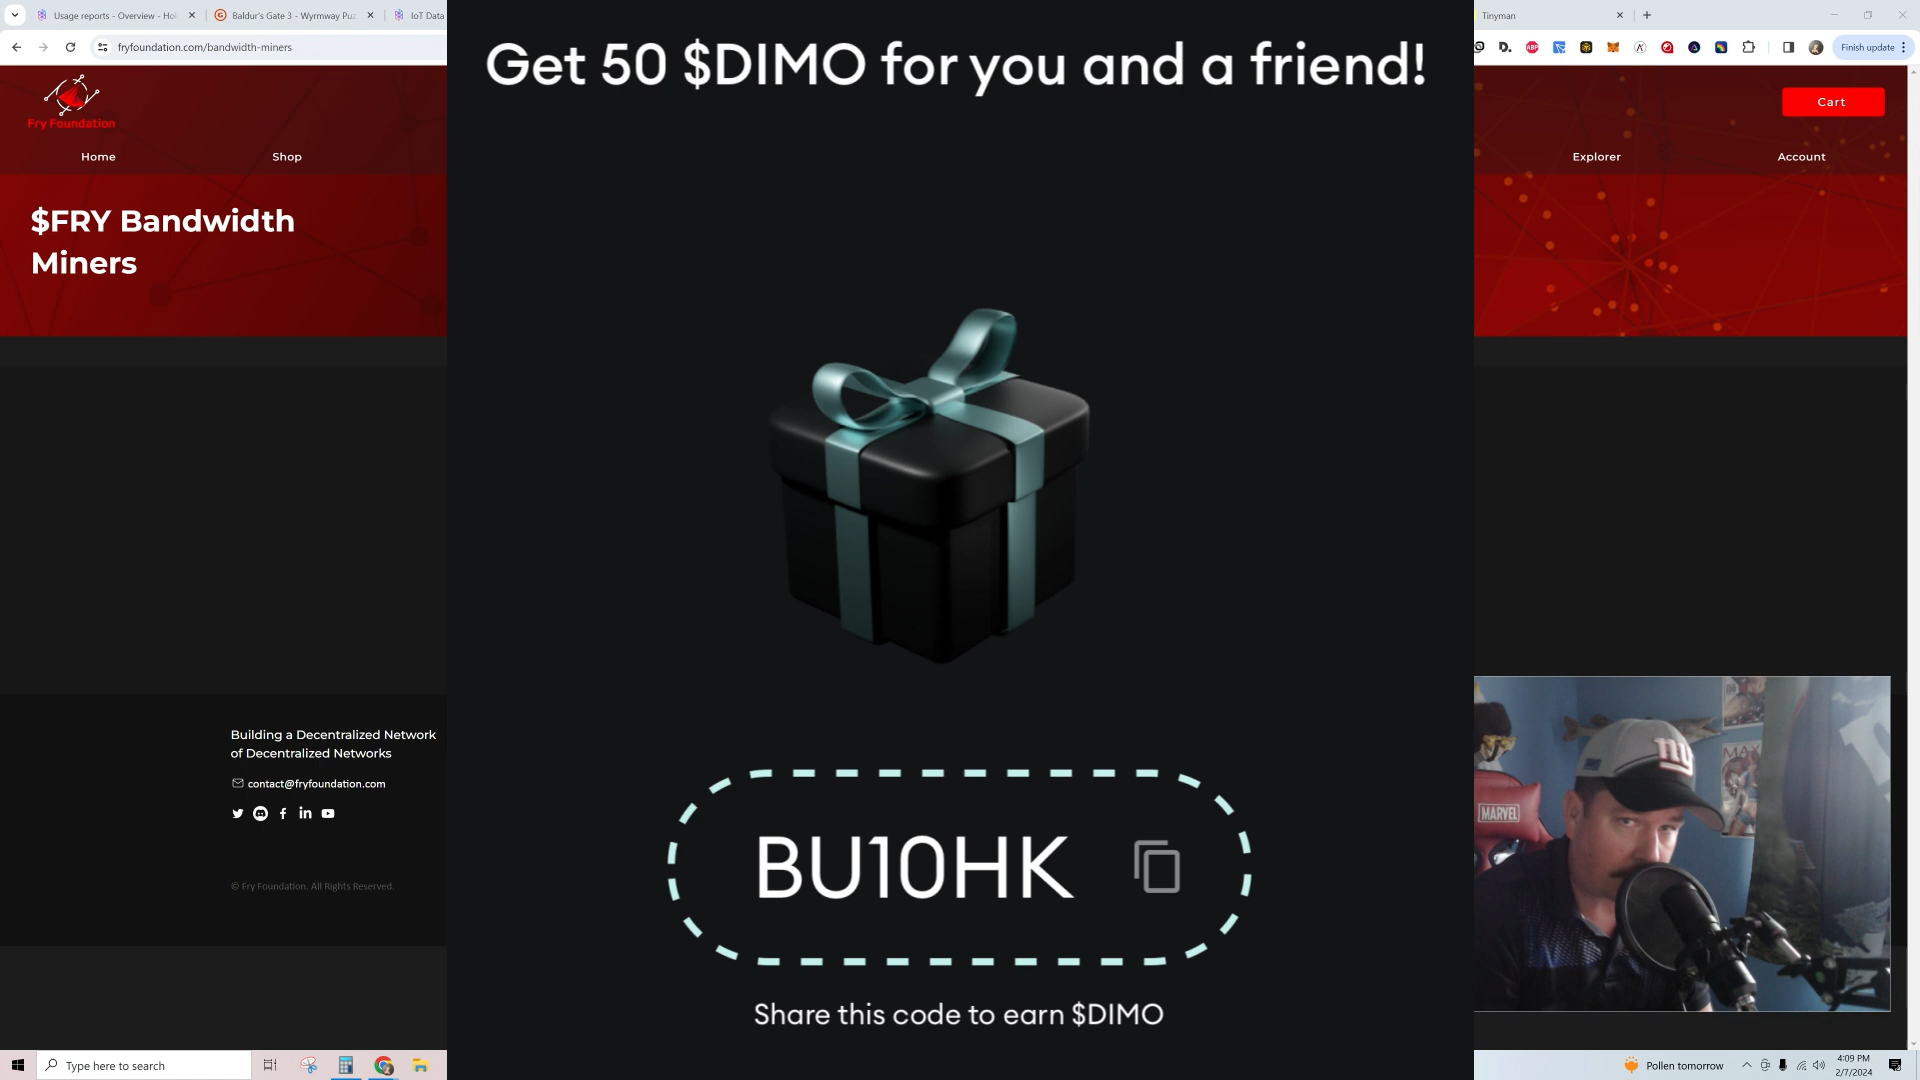 Usage reports - Overview - Hol
Baldur's Gate 3 - Wyrmway Puz
IoT Data
Tinyman
fryfoundation.com/bandwidth-miners
D.
ABP
Finish update
Fry Foundation
Cart
Home
Shop
Explorer
Account
$FRY Bandwidth
Miners
Get 50 $DIMO for you and a friend!
BU10HK
Share this code to earn $DIMO
Building a Decentralized Network
of Decentralized Networks
contact@fryfoundation.com
© Fry Foundation. All Rights Reserved.
MARVEL
MAX
ny
Type here to search
Pollen tomorrow
4:09 PM
2/7/2024